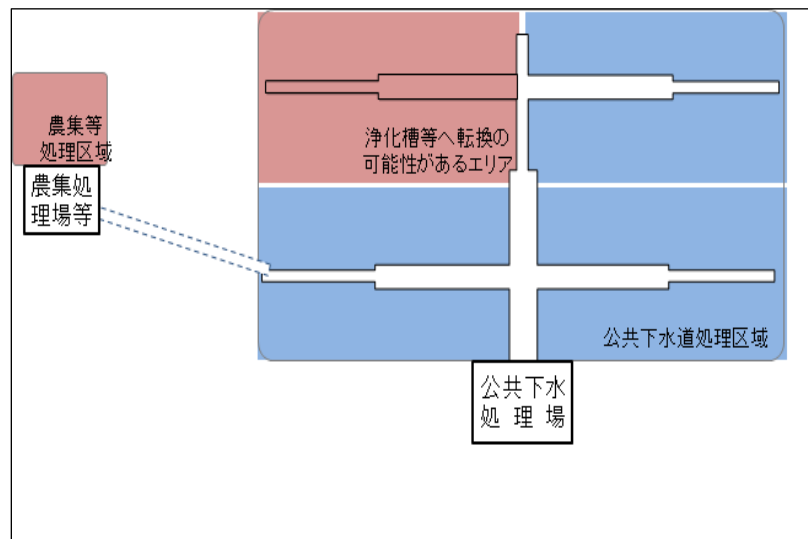 農集等
処理区域
農集処
理場等
浄化槽等へ転換の
可能性があるエリア
公共下水道処理区域
公共下水
処理場